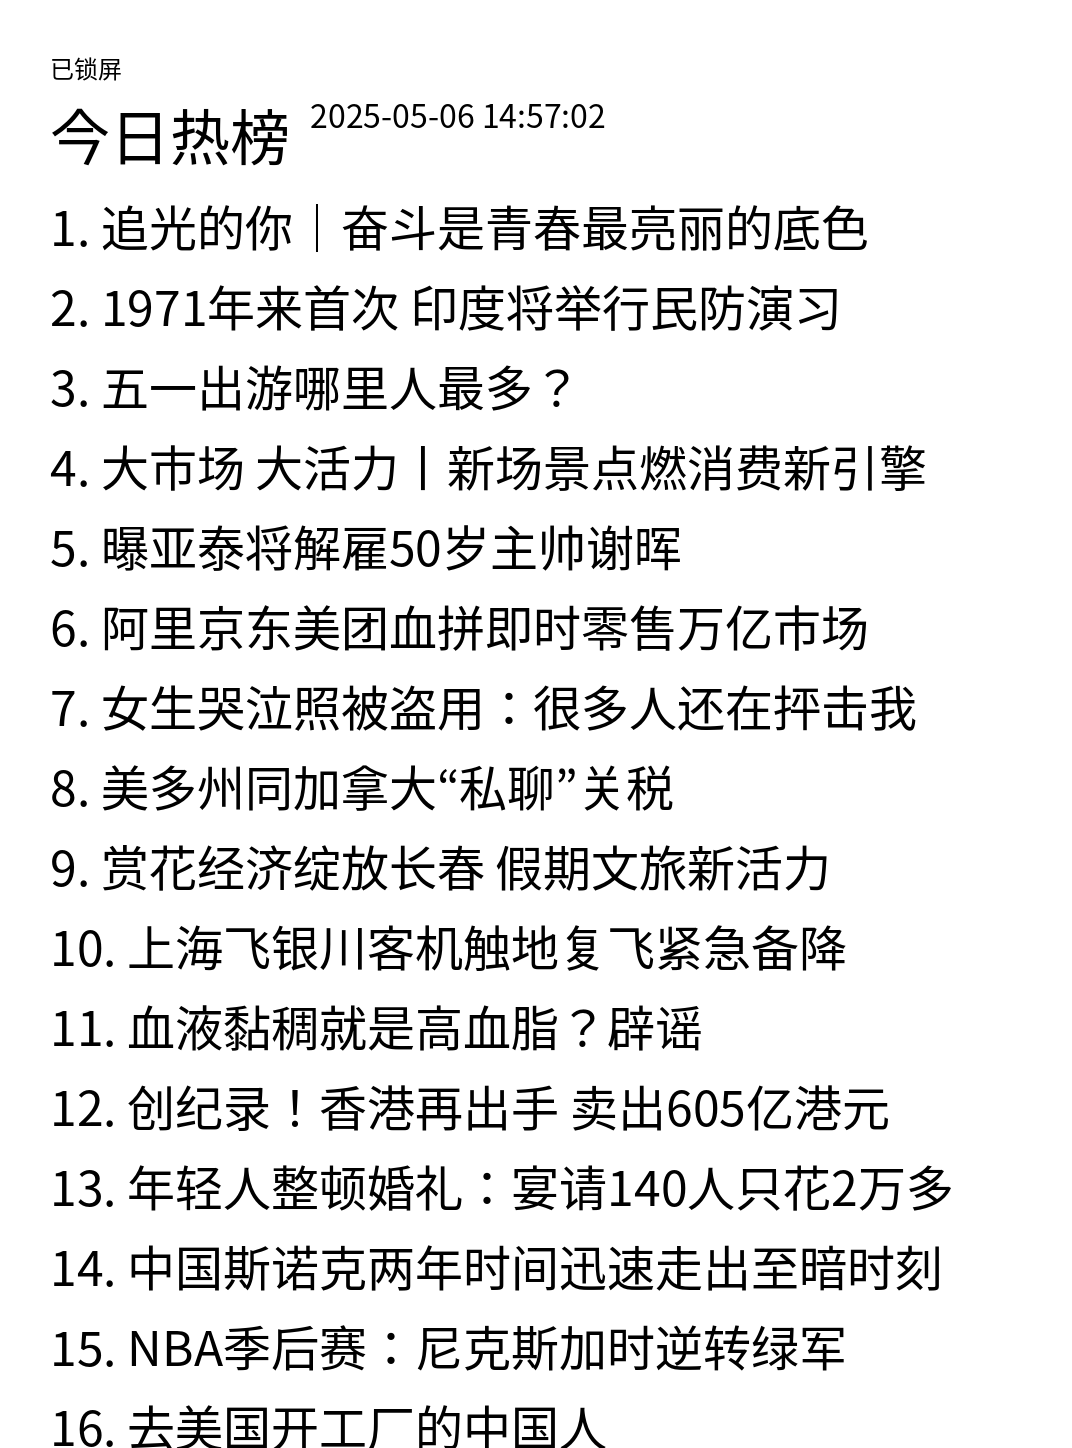 已锁屏
今日热榜 2025-05-06 14:57:02
1. 追光的你｜奋斗是青春最亮丽的底色
2. 1971年来首次 印度将举行民防演习
3. 五一出游哪里人最多？
4. 大市场 大活力丨新场景点燃消费新引擎
5. 曝亚泰将解雇50岁主帅谢晖
6. 阿里京东美团血拼即时零售万亿市场
7. 女生哭泣照被盗用：很多人还在抨击我
8. 美多州同加拿大“私聊”关税
9. 赏花经济绽放长春 假期文旅新活力
10. 上海飞银川客机触地复飞紧急备降
11. 血液黏稠就是高血脂？辟谣
12. 创纪录！香港再出手 卖出605亿港元
13. 年轻人整顿婚礼：宴请140人只花2万多
14. 中国斯诺克两年时间迅速走出至暗时刻
15. NBA季后赛：尼克斯加时逆转绿军
16. 去美国开工厂的中国人